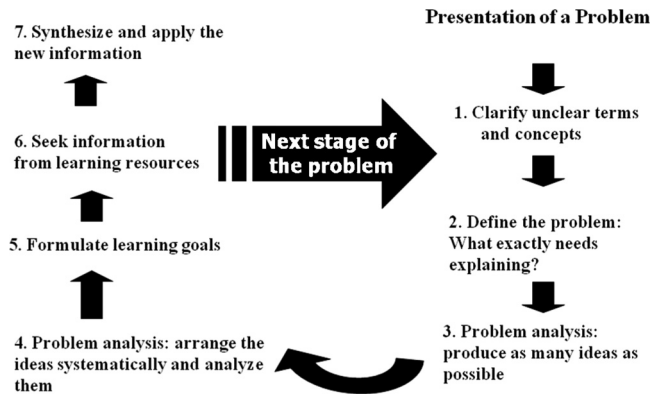 Presentation of a Problem
1. Clarify unclear terms
and concepts
2. Define the problem:
What exactly needs
explaining?
3. Problem analysis:
produce as many ideas as
possible
4. Problem analysis: arrange the
ideas systematically and analyze
them
5. Formulate learning goals
6. Seek information
from learning resources
7. Synthesize and apply the
new information
Next stage of
the problem